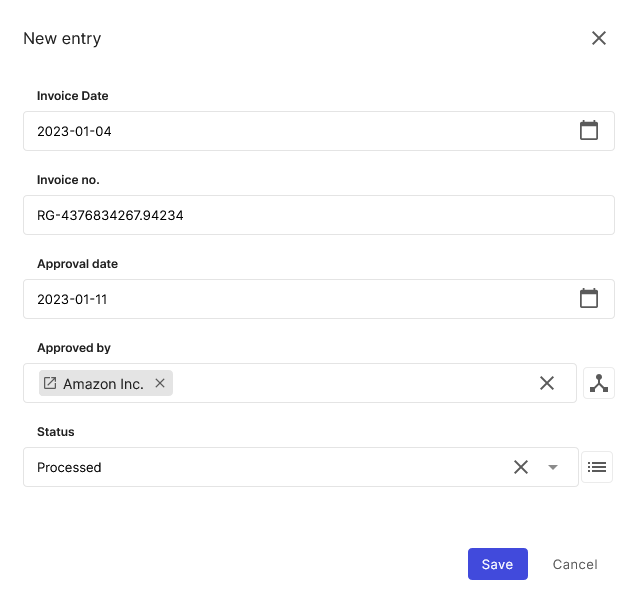 New entry
Invoice Date
2023-01-04
Invoice no.
RG-4376834267.94234
Approval date
2023-01-11
Approved by
Amazon Inc.
Status
Processed
Save Cancel